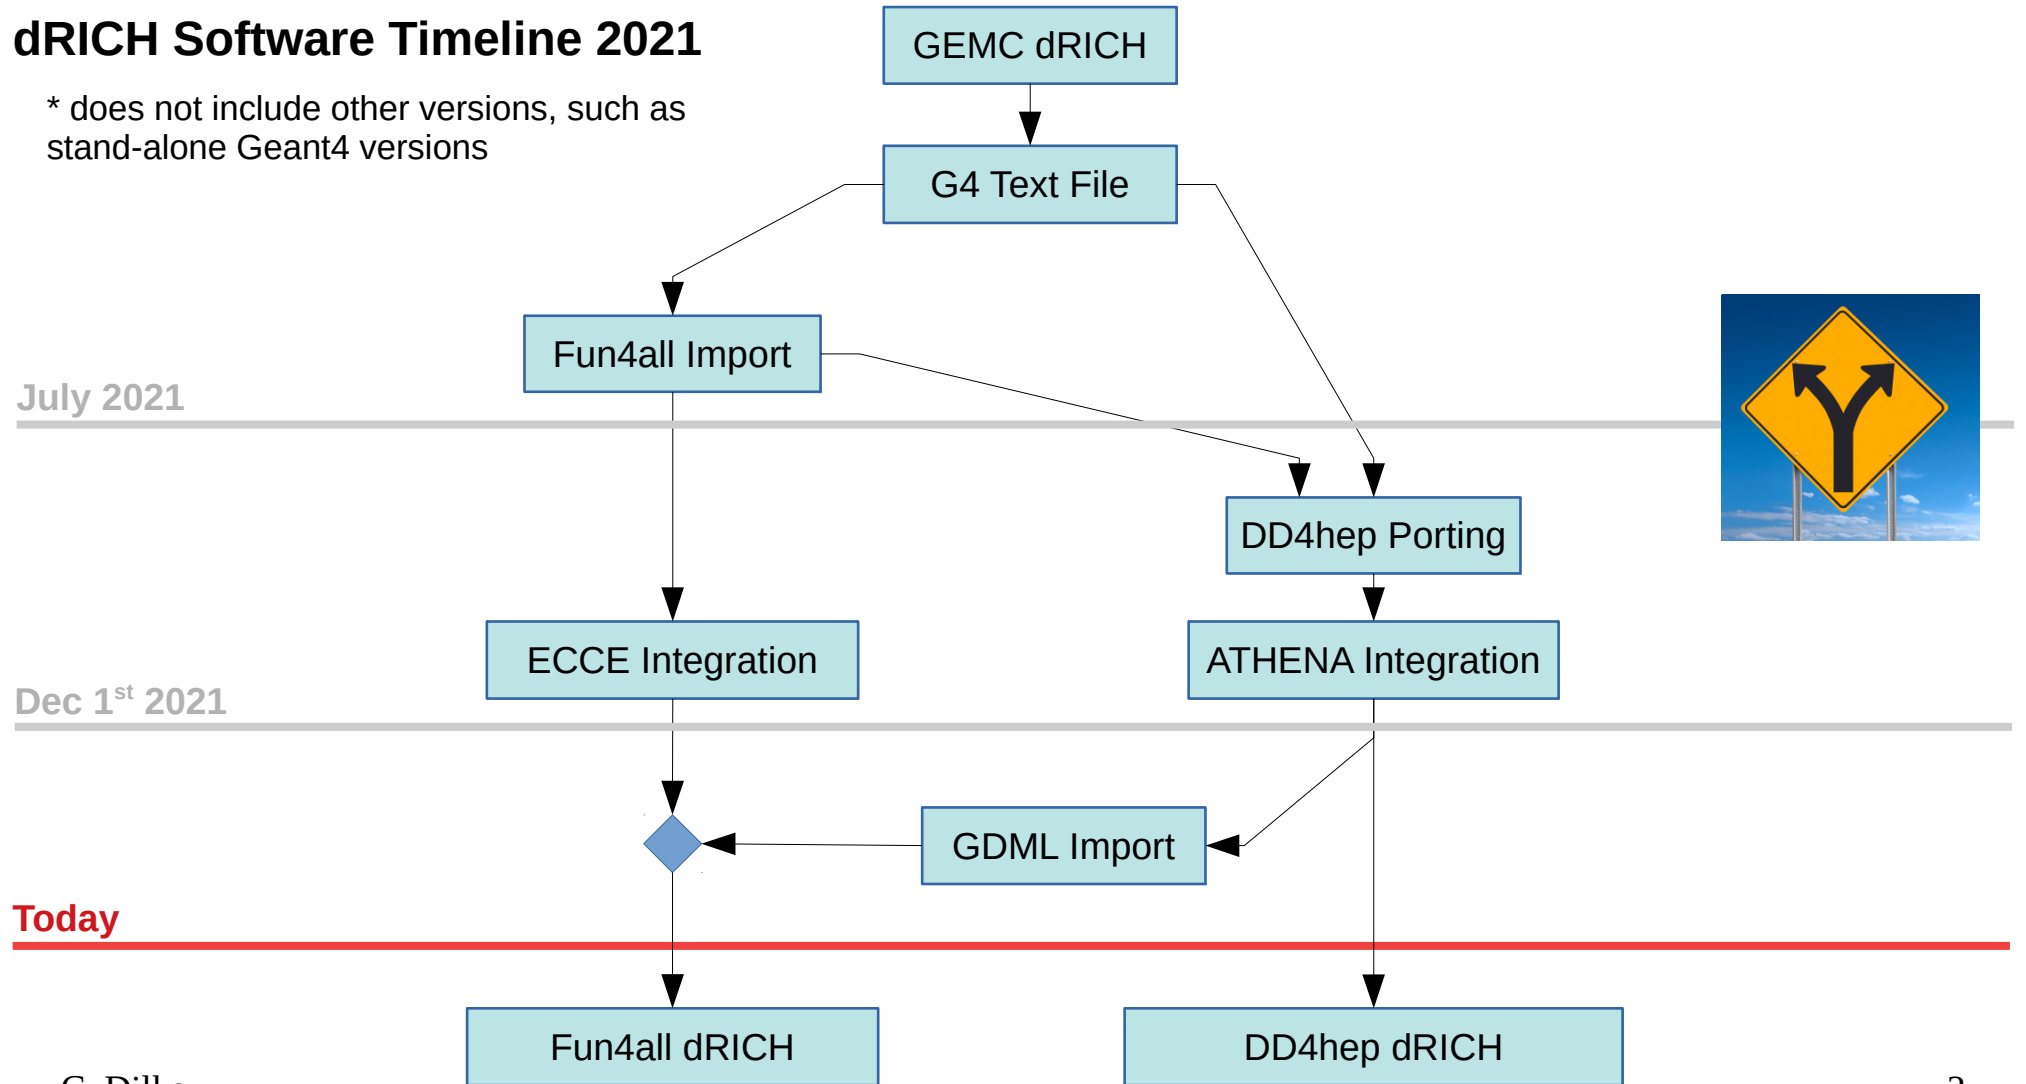 dRICH Software Timeline 2021
* does not include other versions, such as
stand-alone Geant4 versions
GEMC dRICH
G4 Text File
Fun4all Import
July 2021
DD4hep Porting
ECCE Integration
ATHENA Integration
Dec 1st 2021
GDML Import
Today
Fun4all dRICH
DD4hep dRICH